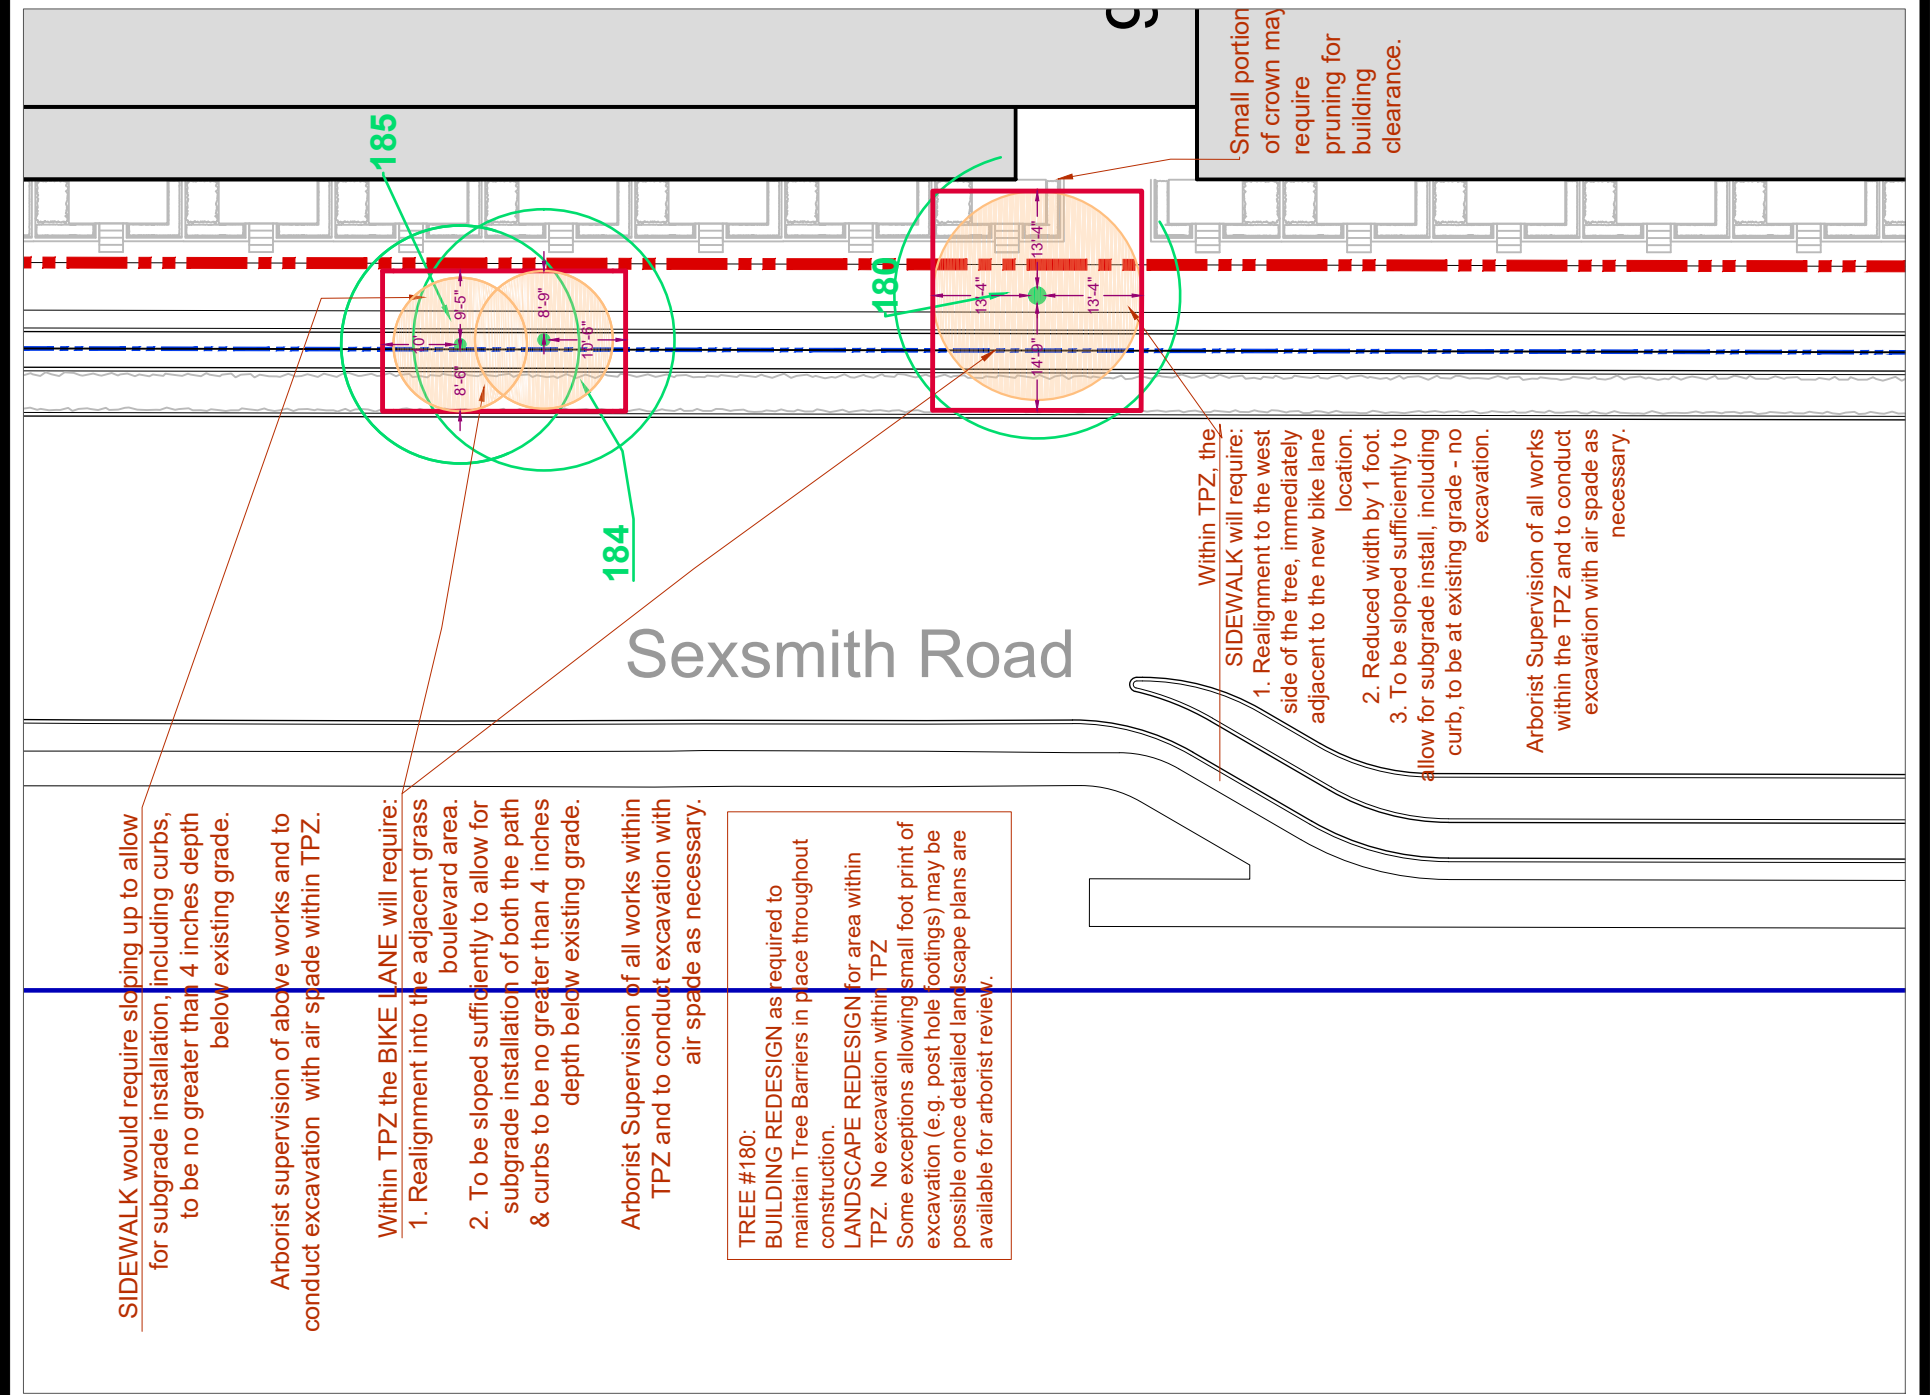 Small portion
of crown may
require
pruning for
building
clearance.
185
184
180
9'-5"
8'-9"
10'
10'-6"
8'-6"
13'-4"
13'-4"
13'-4"
14'-9"
Sexsmith Road
Within TPZ, the
SIDEWALK will require:
1. Realignment to the west
side of the tree, immediately
adjacent to the new bike lane
location.
2. Reduced width by 1 foot.
3. To be sloped sufficiently to
allow for subgrade install, including
curb, to be at existing grade - no
excavation.
Arborist Supervision of all works
within the TPZ and to conduct
excavation with air spade as
necessary.
SIDEWALK would require sloping up to allow
for subgrade installation, including curbs,
to be no greater than 4 inches depth
below existing grade.
Arborist supervision of above works and to
conduct excavation with air spade within TPZ.
Within TPZ the BIKE LANE will require:
1. Realignment into the adjacent grass
boulevard area.
2. To be sloped sufficiently to allow for
subgrade installation of both the path
& curbs to be no greater than 4 inches
depth below existing grade.
Arborist Supervision of all works within
TPZ and to conduct excavation with
air spade as necessary.
TREE #180:
BUILDING REDESIGN as required to
maintain Tree Barriers in place throughout
construction.
LANDSCAPE REDESIGN for area within
TPZ. No excavation within TPZ
Some exceptions allowing small foot print of
excavation (e.g. post hole footings) may be
possible once detailed landscape plans are
available for arborist review.